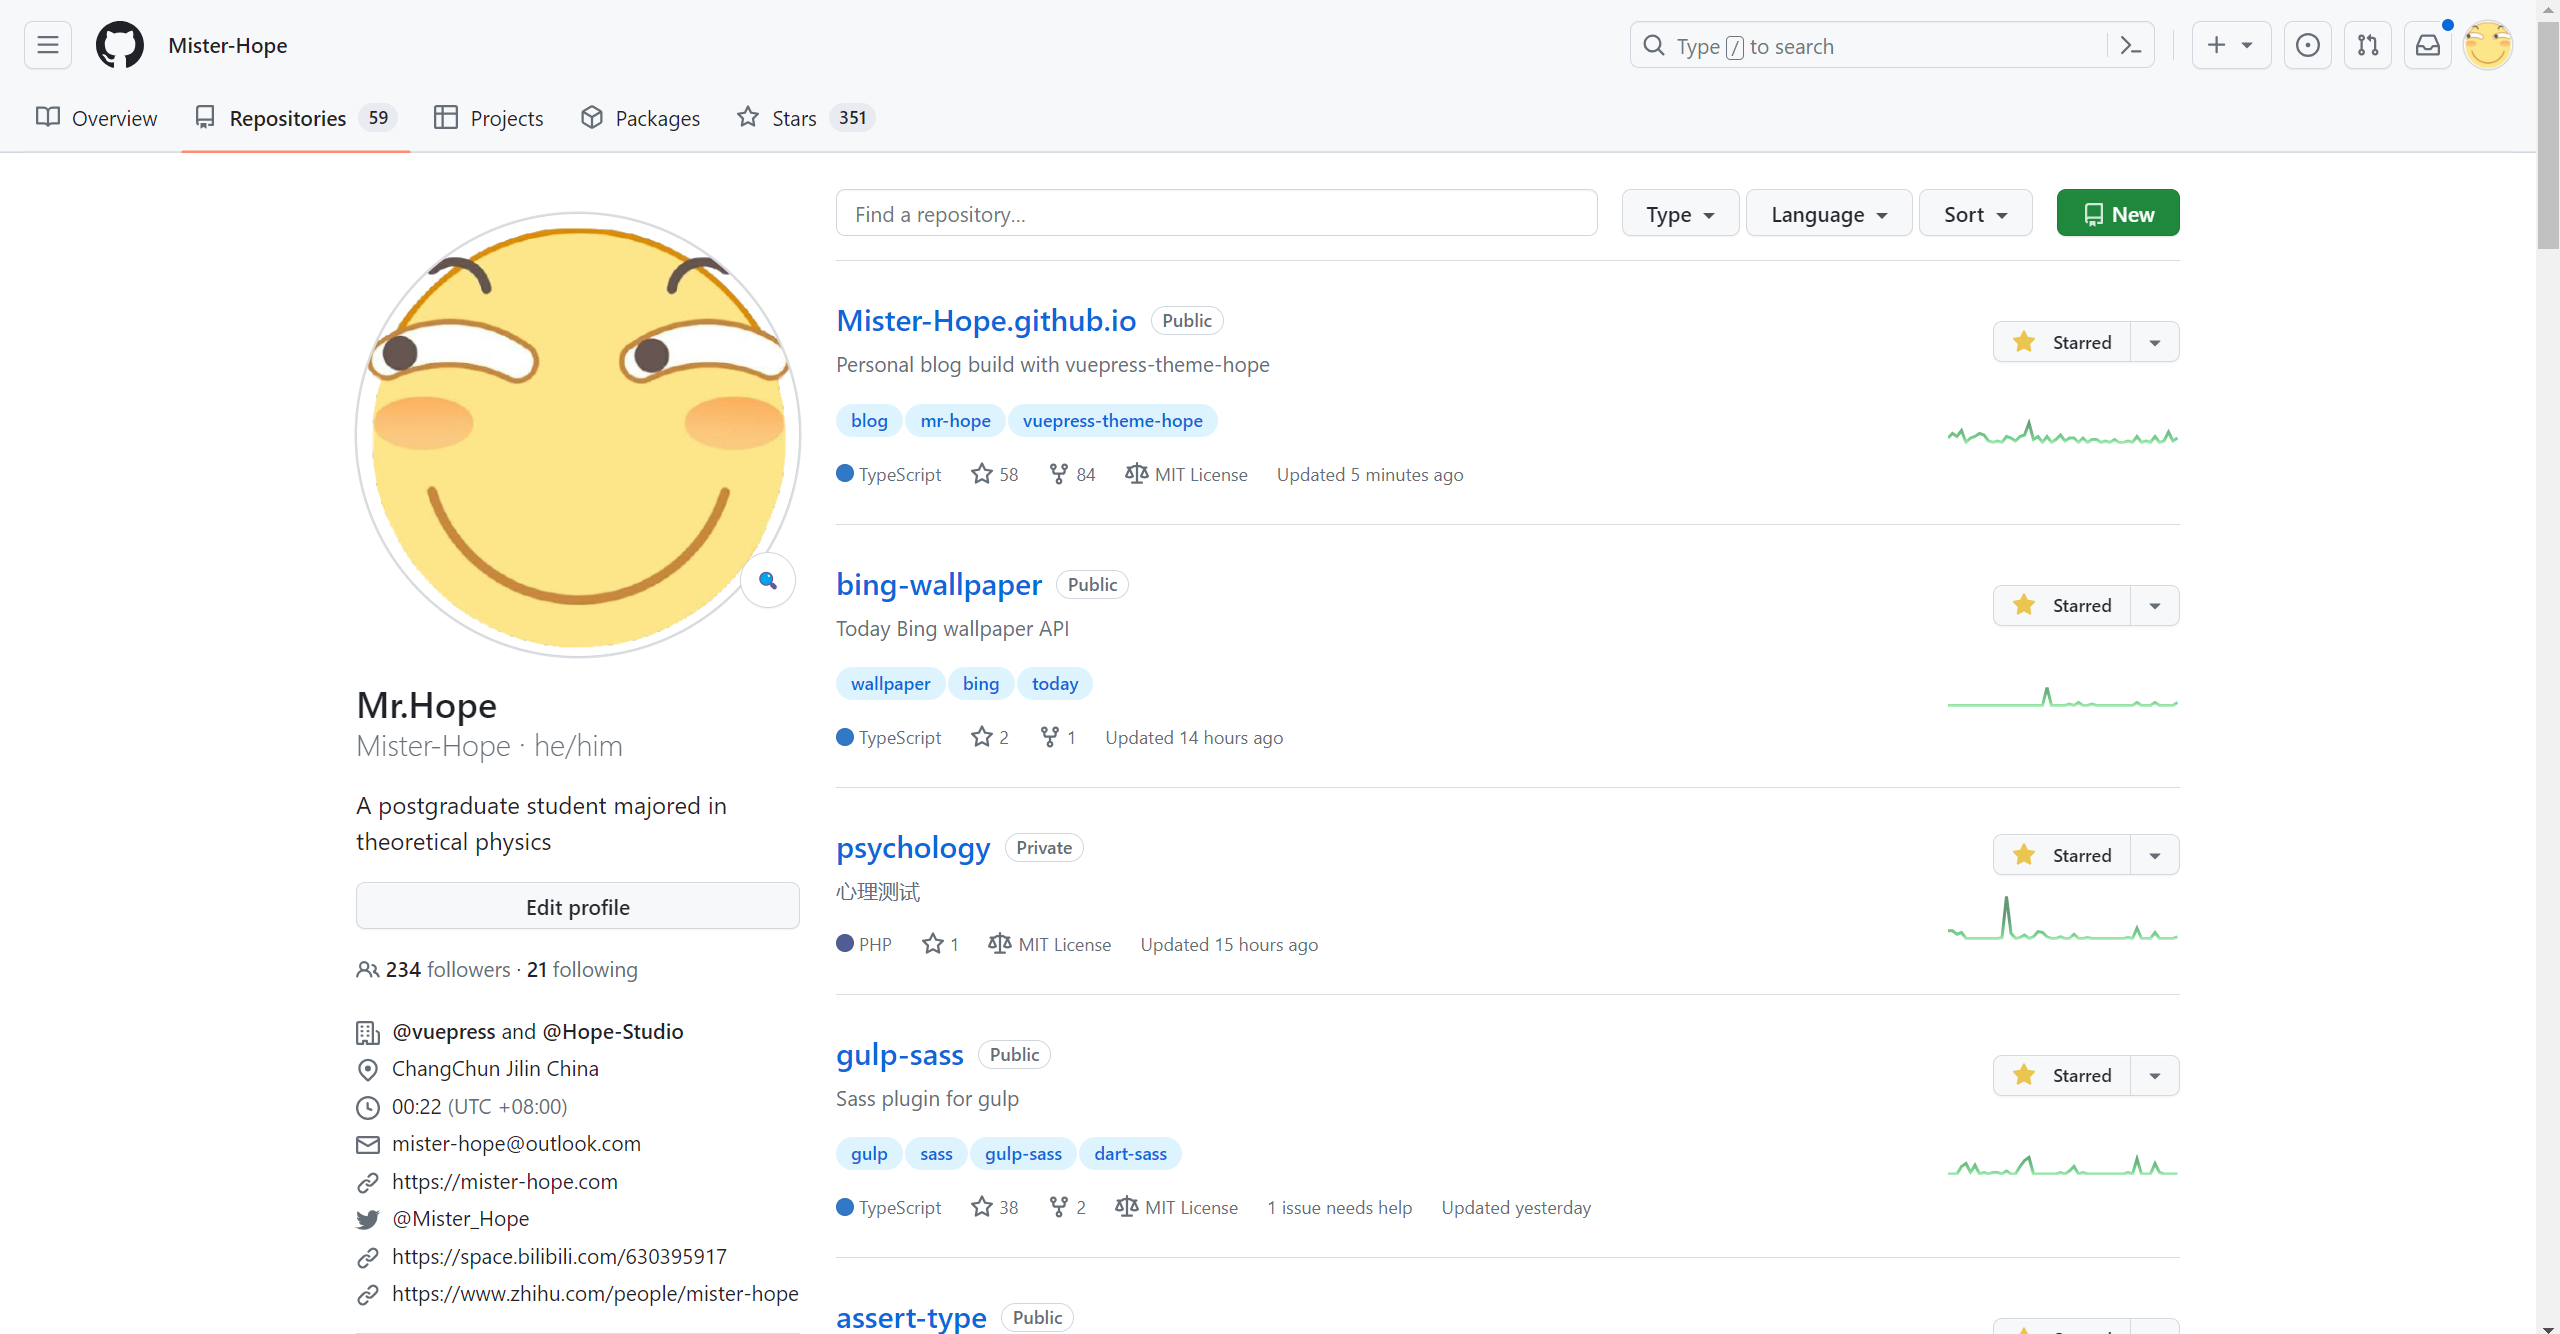 Mister-Hope
Type / to search
Overview Repositories 59 Projects Packages Stars 351
Find a repository...
Type Language Sort New
Mr.Hope
Mister-Hope · he/him
A postgraduate student majored in
theoretical physics
Edit profile
234 followers · 21 following
@vuepress and @Hope-Studio
ChangChun Jilin China
00:22 (UTC +08:00)
mister-hope@outlook.com
https://mister-hope.com
@Mister_Hope
https://space.bilibili.com/630395917
https://www.zhihu.com/people/mister-hope
Mister-Hope.github.io Public
Starred
Personal blog build with vuepress-theme-hope
blog mr-hope vuepress-theme-hope
TypeScript 58 84 MIT License Updated 5 minutes ago
bing-wallpaper Public
Starred
Today Bing wallpaper API
wallpaper bing today
TypeScript 2 1 Updated 14 hours ago
psychology Private
Starred
心理测试
PHP 1 MIT License Updated 15 hours ago
gulp-sass Public
Starred
Sass plugin for gulp
gulp sass gulp-sass dart-sass
TypeScript 38 2 MIT License 1 issue needs help Updated yesterday
assert-type Public